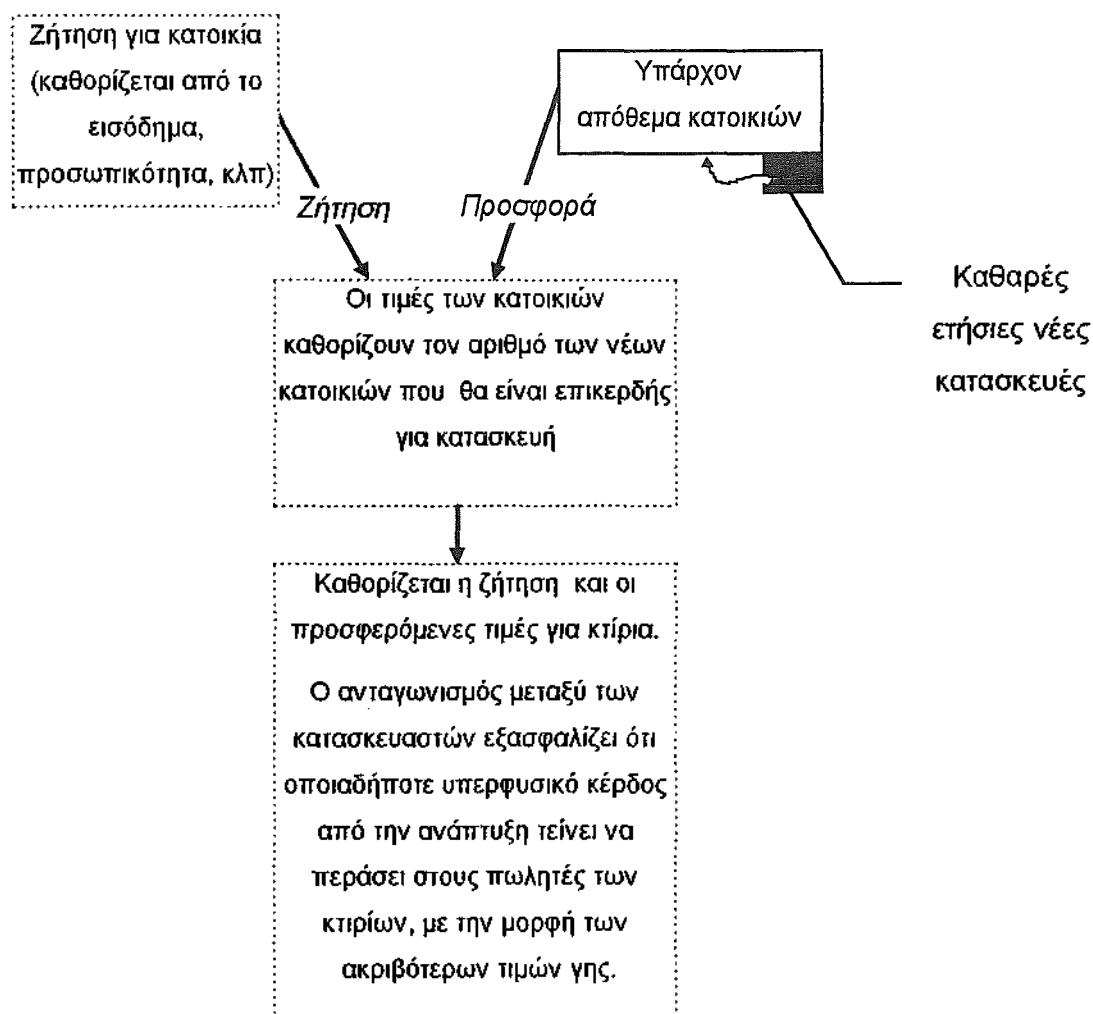 Ζήτηση για κατοικία
(καθορίζεται από το
εισόδημα,
προσωπικότητα, κλπ)
Υπάρχον
απόθεμα κατοικιών
Ζήτηση
Προσφορά
Καθαρές
ετήσιες νέες
κατασκευές
Οι τιμές των κατοικιών
καθορίζουν τον αριθμό των νέων
κατοικιών που θα είναι επικερδής
για κατασκευή
Καθορίζεται η ζήτηση και οι
προσφερόμενες τιμές για κτίρια.
Ο ανταγωνισμός μεταξύ των
κατασκευαστών εξασφαλίζει ότι
οποιαδήποτε υπερφυσικό κέρδος
από την ανάπτυξη τείνει να
περάσει στους πωλητές των
κτιρίων, με την μορφή των
ακριβότερων τιμών γης.